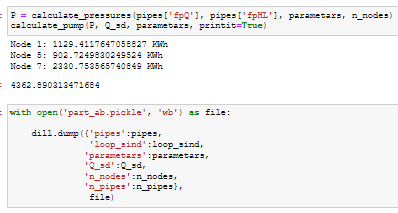 P = calculate_pressures(pipes['fpQ'], pipes['fpHL'], parametars, n_nodes)
calculate_pump(P, Q_sd, parametars, printit=True)
Node 1: 1129.4117647058827 KWh
Node 5: 902.7249830249524 KWh
Node 7: 2330.753565740849 KWh
4362.890313471684
with open('part_ab.pickle', 'wb') as file:
dill.dump({'pipes':pipes,
'loop_sind':loop_sind,
'parametars':parametars,
'Q_sd':Q_sd,
'n_nodes':n_nodes,
'n_pipes':n_pipes},
file)